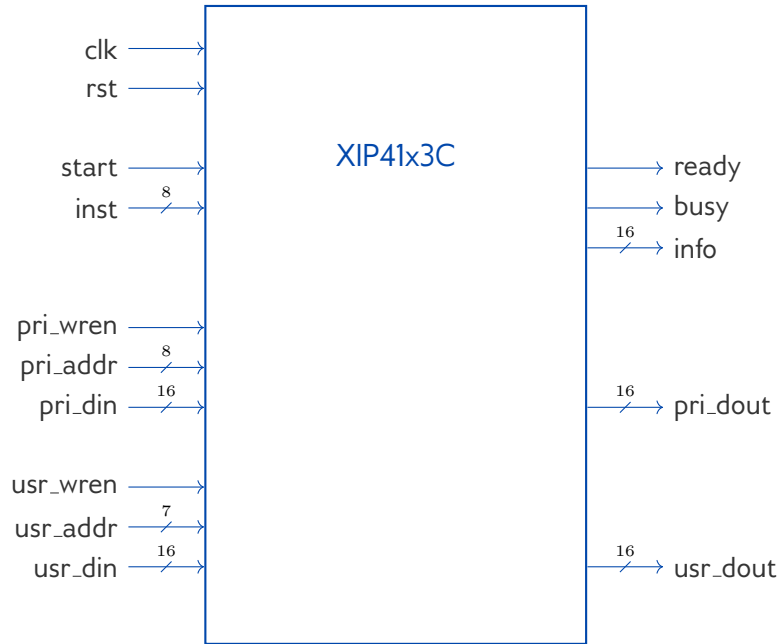 clk
rst
XIP41x3C
start
ready
inst
8
busy
16
info
pri_wren
pri_addr
8
pri_din
16
16
pri_dout
usr_wren
usr_addr
7
usr_din
16
16
usr_dout